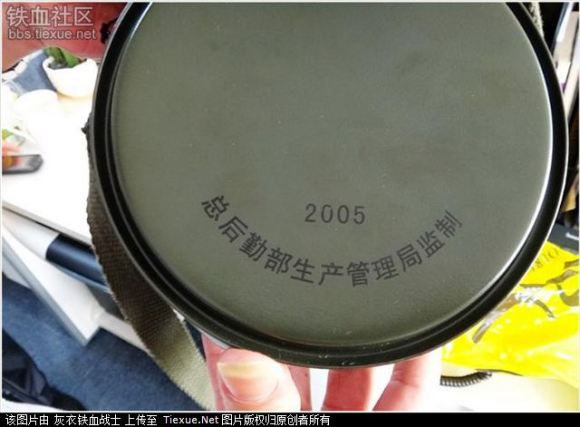 铁血社区
bbs.tiexue.net
2005
总后勤部生产管理局监制
该图片由 灰衣铁血战士 上传至 Tiexue.Net 图片版权归原创者所有